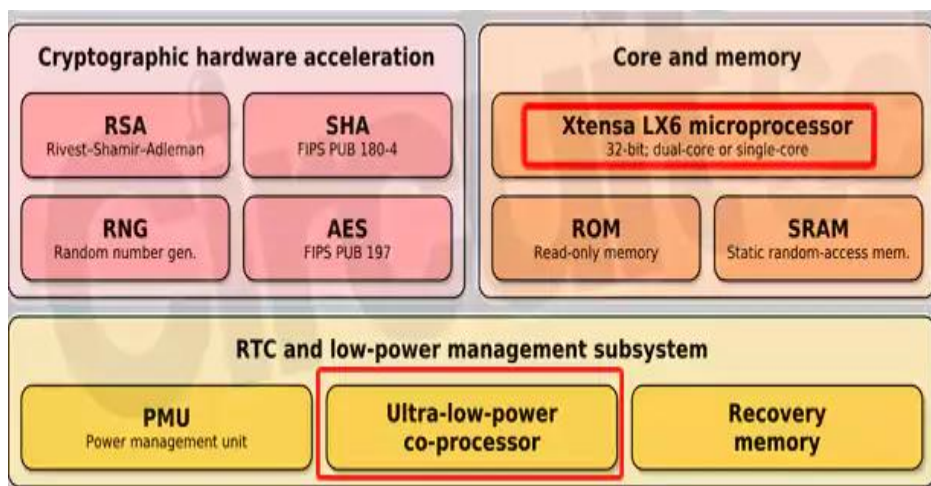 Cryptographic hardware acceleration
RSA
Rivest–Shamir–Adleman
SHA
FIPS PUB 180-4
RNG
Random number gen.
AES
FIPS PUB 197
Core and memory
Xtensa LX6 microprocessor
32-bit; dual-core or single-core
ROM
Read-only memory
SRAM
Static random-access mem.
RTC and low-power management subsystem
PMU
Power management unit
Ultra-low-power
co-processor
Recovery
memory